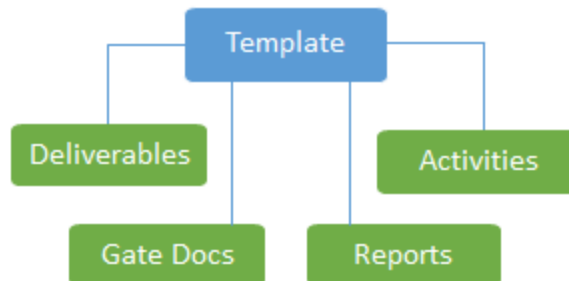 Template
Deliverables
Activities
Gate Docs
Reports